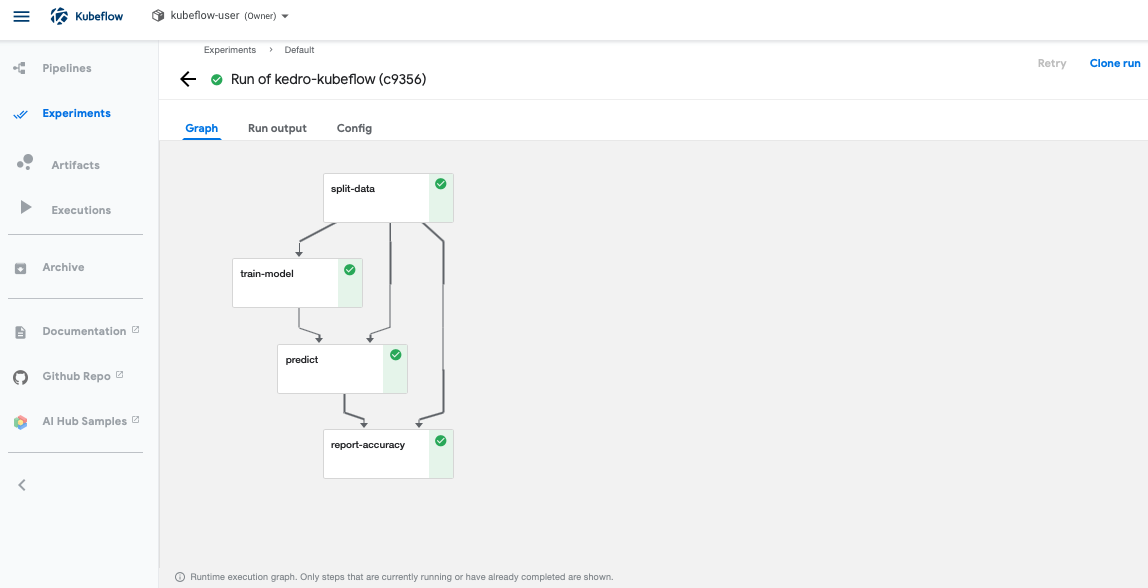 Kubeflow
kubeflow-user (Owner)
Pipelines
Experiments
Artifacts
Executions
Archive
Documentation
Github Repo
AI Hub Samples
Experiments > Default
Run of kedro-kubeflow (c9356)
Retry
Clone run
Graph
Run output
Config
split-data
train-model
predict
report-accuracy
Runtime execution graph. Only steps that are currently running or have already completed are shown.